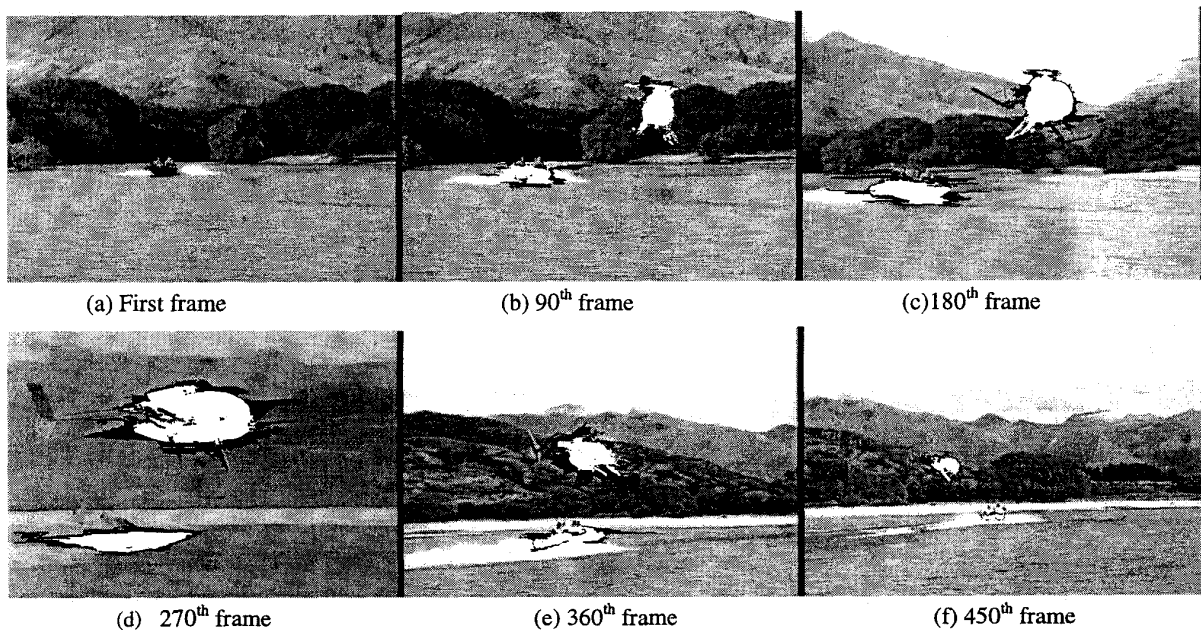 (a) First frame
(b) 90th frame
(c)180th frame
(d) 270th frame
(e) 360th frame
(f) 450th frame